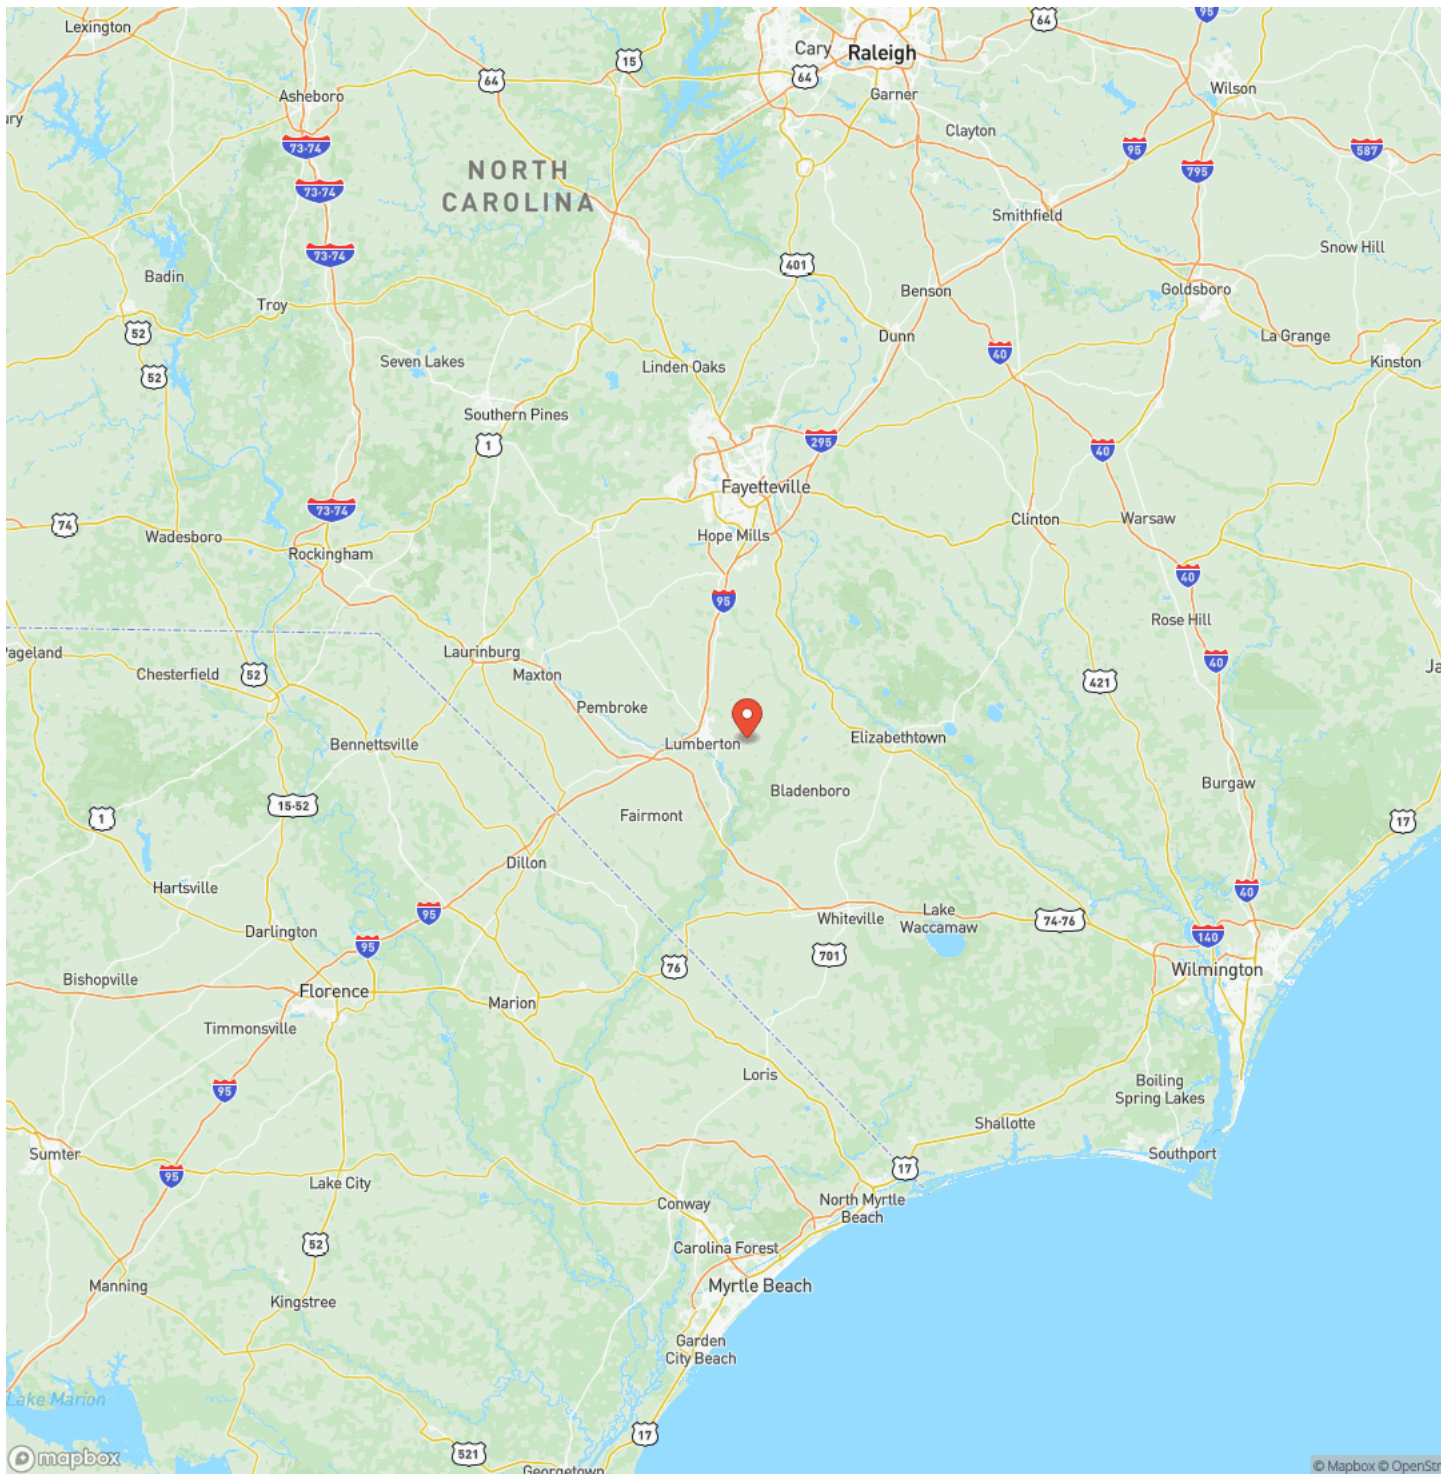 Lexington
64
95
Cary
Raleigh
15
64
64
Wilson
Asheboro
Garner
ury
Clayton
73-74
95
587
NORTH
CAROLINA
795
73-74
Smithfield
73-74
Snow Hill
401
Badin
Benson
Goldsboro
Troy
52
Dunn
La Grange
40
Seven Lakes
Linden Oaks
Kinston
52
Southern Pines
1
295
40
Fayetteville
73-74
74
Clinton
Warsaw
Wadesboro
Hope Mills
Rockingham
40
95
Rose Hill
Pageland
Laurinburg
40
Chesterfield
52
Maxton
421
Ja
Pembroke
Bennettsville
Lumberton
Elizabethtown
Burgaw
Bladenboro
15-52
1
Fairmont
17
Dillon
Hartsville
40
95
Lake
Waccamaw
Whiteville
74-76
Darlington
95
140
701
76
Wilmington
Bishopville
Florence
Marion
Timmonsville
Loris
Boiling
Spring Lakes
95
Shallotte
Sumter
Southport
95
17
Lake City
North Myrtle
Beach
Conway
52
Carolina Forest
Manning
Myrtle Beach
Kingstree
Garden
City Beach
Lake Marion
17
521
mapbox
Georgetown
© Mapbox © OpenStr